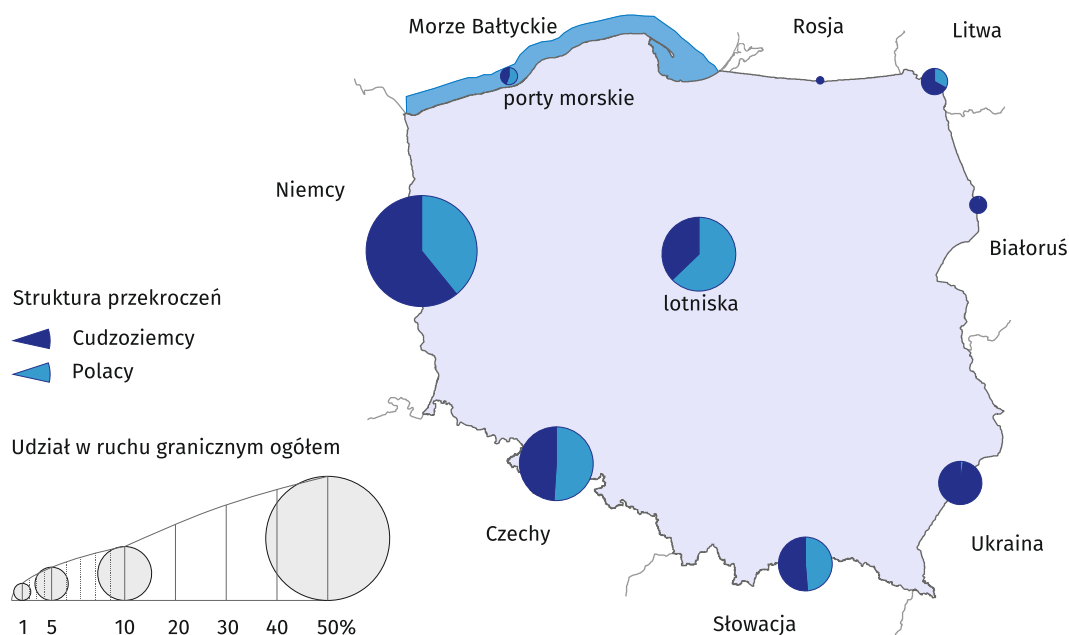 Morze Bałtyckie
Rosja
Litwa
porty morskie
Niemcy
Białoruś
lotniska
Struktura przekroczeń
Cudzoziemcy
Polacy
Udział w ruchu granicznym ogółem
Czechy
Ukraina
Słowacja
1 5 10 20 30 40 50%